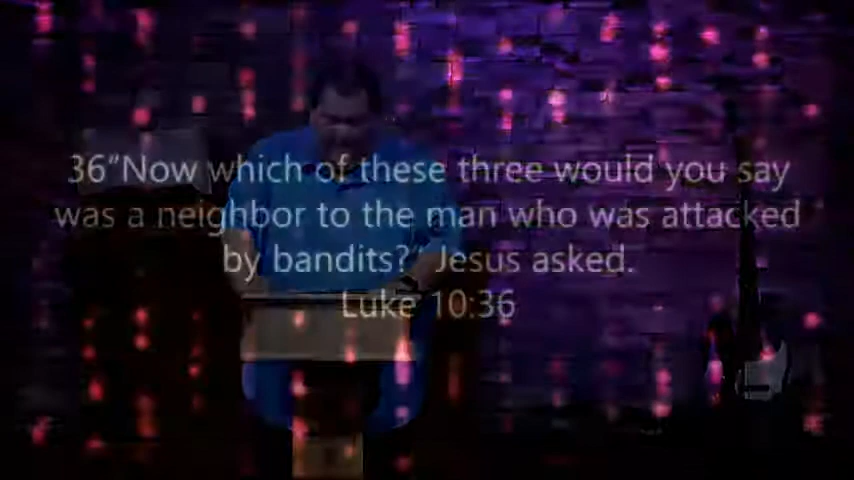 36"Now which of these three would you say
was a neighbor to the man who was attacked
by bandits?" Jesus asked.
Luke 10:36